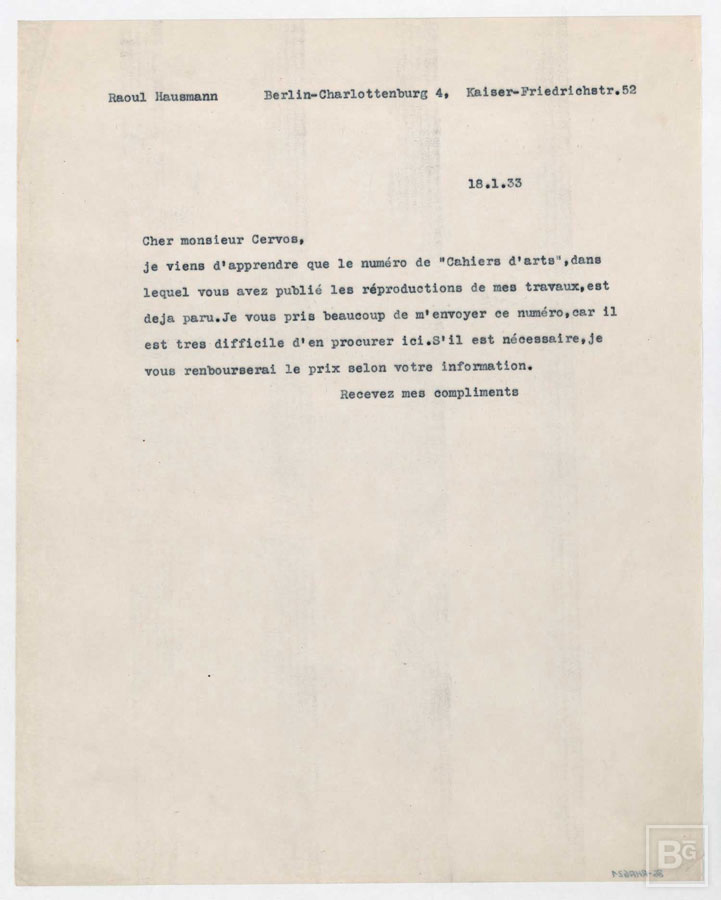 Raoul Hausmann Berlin-Charlottenburg 4, Kaiser-Friedrichstr.52
18.1.33
Cher monsieur Cervos,
je viens d'apprendre que le numéro de "Cahiers d'arts",dans
lequel vous avez publié les réproductions de mes travaux,est
deja paru.Je vous pris beaucoup de m'envoyer ce numéro,car il
est tres difficile d'en procurer ici.S'il est nécessaire,je
vous renbourserai le prix selon votre information.
Recevez mes compliments
BG